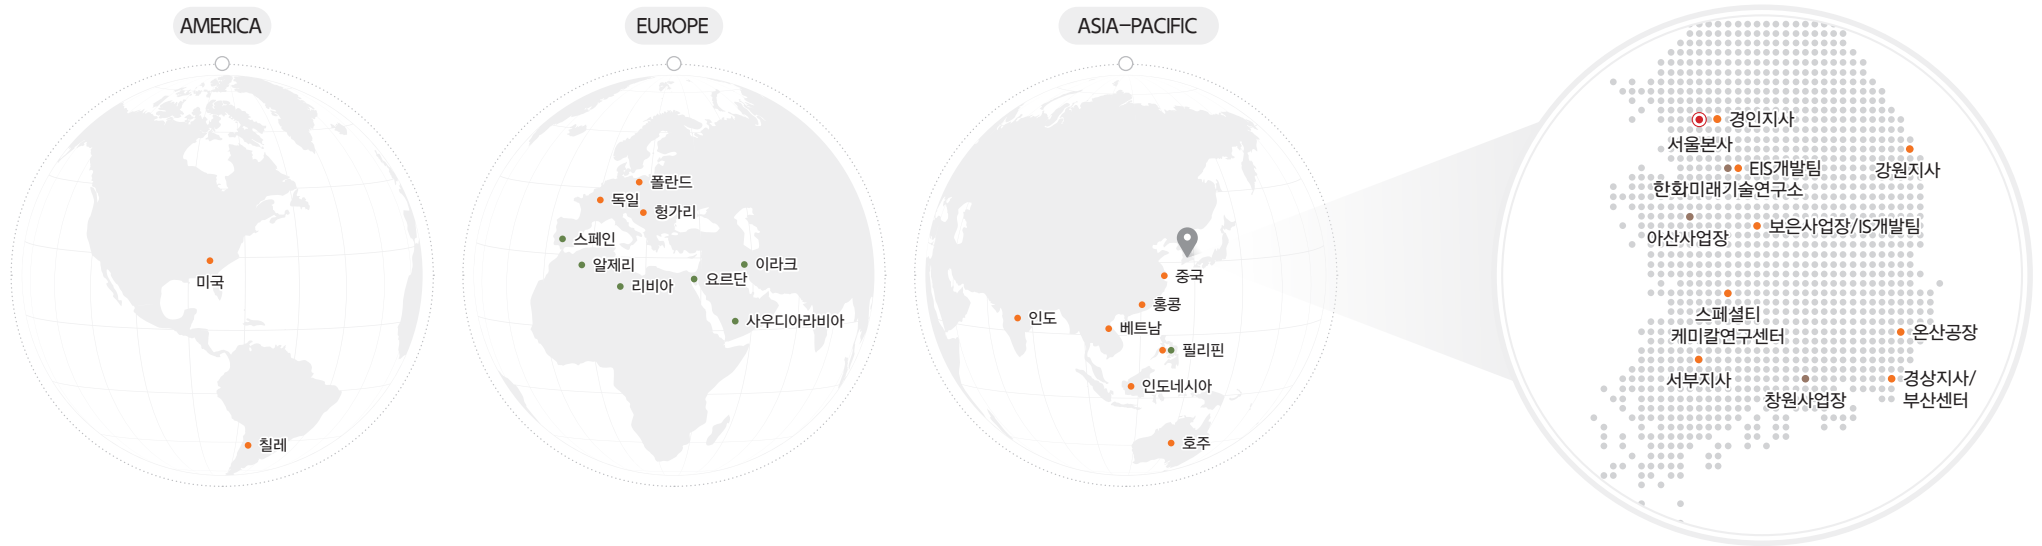 AMERICA
미국
칠레
EUROPE
폴란드
독일
헝가리
스페인
알제리
이라크
리비아
요르단
사우디아라비아
ASIA-PACIFIC
중국
홍콩
인도
베트남
필리핀
인도네시아
호주
경인지사
서울본사
EIS개발팀
강원지사
한화미래기술연구소
보은사업장/IS개발팀
아산사업장
스페셜티
케미칼연구센터
온산공장
서부지사
경상지사/
부산센터
창원사업장